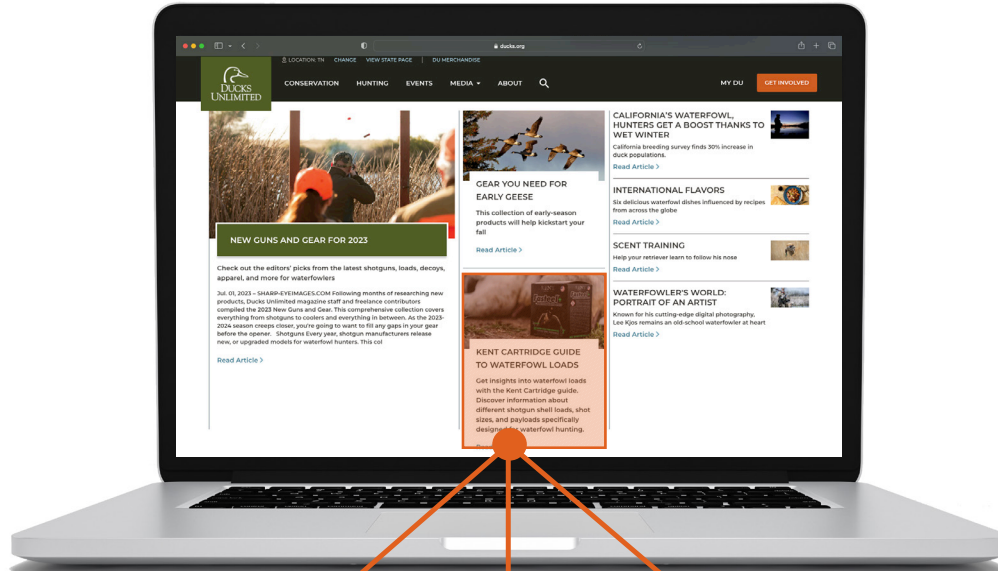 ducks.org
LOCATION: TN CHANGE VIEW STATE PAGE | DU MERCHANDISE
DUCKS
UNLIMITED
CONSERVATION HUNTING EVENTS MEDIA ABOUT MY DU GET INVOLVED
NEW GUNS AND GEAR FOR 2023
Check out the editors' picks from the latest shotguns, loads, decoys,
apparel, and more for waterfowlers
Jul. 01, 2023 – SHARP-EYEIMAGES.COM Following months of researching new
products, Ducks Unlimited magazine staff and freelance contributors
compiled the 2023 New Guns and Gear. This comprehensive collection covers
everything from shotguns to coolers and everything in between. As the 2023-
2024 season creeps closer, you're going to want to fill any gaps in your gear
before the opener. Shotguns Every year, shotgun manufacturers release
new, or upgraded models for waterfowl hunters. This col
Read Article >
GEAR YOU NEED FOR
EARLY GEESE
This collection of early-season
products will help kickstart your
fall
Read Article >
KENT CARTRIDGE GUIDE
TO WATERFOWL LOADS
Get insights into waterfowl loads
with the Kent Cartridge guide.
Discover information about
different shotgun shell loads, shot
sizes, and payloads specifically
designed for waterfowl hunting.
CALIFORNIA'S WATERFOWL,
HUNTERS GET A BOOST THANKS TO
WET WINTER
California breeding survey finds 30% increase in
duck populations.
Read Article >
INTERNATIONAL FLAVORS
Six delicious waterfowl dishes influenced by recipes
from across the globe
Read Article >
SCENT TRAINING
Help your retriever learn to follow his nose
Read Article >
WATERFOWLER'S WORLD:
PORTRAIT OF AN ARTIST
Known for his cutting-edge digital photography,
Lee Kjos remains an old-school waterfowler at heart
Read Article >